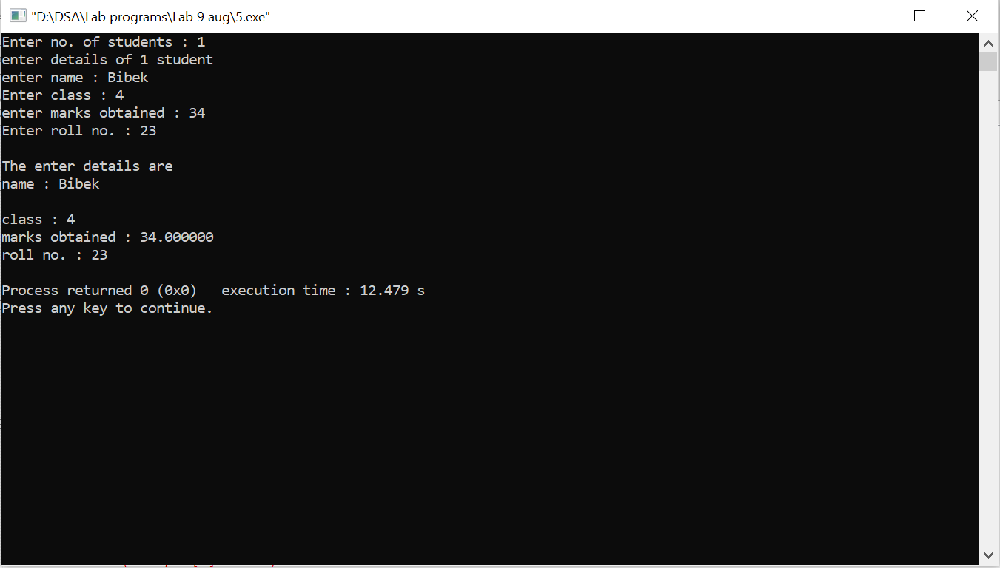 "D:\DSA\Lab programs\Lab 9 aug\5.exe"
Enter no. of students : 1
enter details of 1 student
enter name : Bibek
Enter class : 4
enter marks obtained : 34
Enter roll no. : 23
The enter details are
name : Bibek
class : 4
marks obtained : 34.000000
roll no. : 23
Process returned 0 (0x0)   execution time : 12.479 s
Press any key to continue.